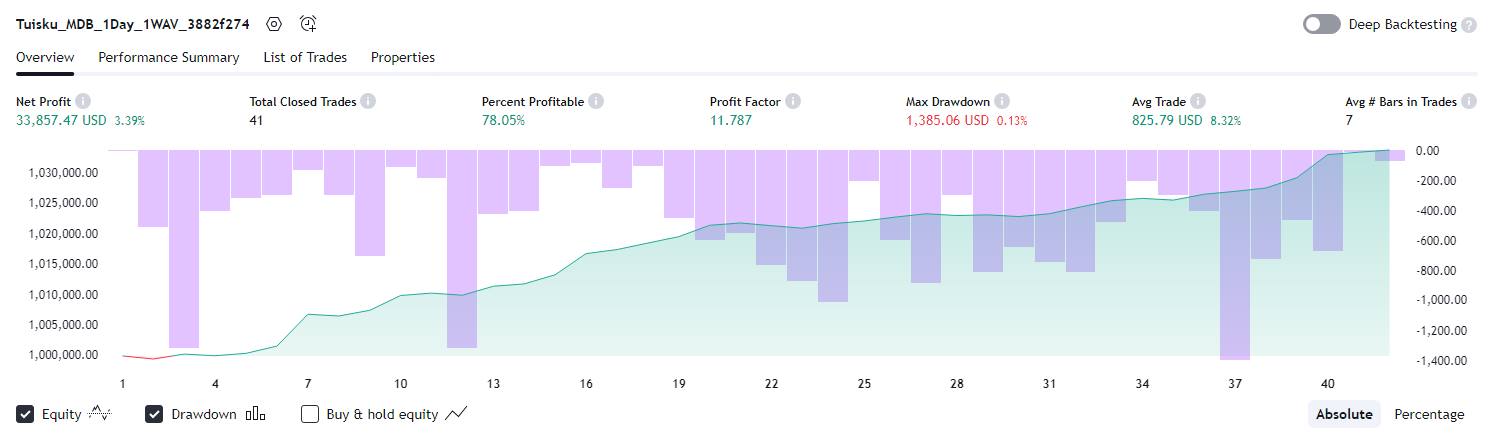 Tuisku_MDB_1Day_1WAV_3882f274
Deep Backtesting ?
Overview Performance Summary List of Trades Properties
Net Profit i Total Closed Trades i Percent Profitable i Profit Factor i Max Drawdown i Avg Trade i Avg # Bars in Trades i
33,857.47 USD 3.39% 41 78.05% 11.787 1,385.06 USD 0.13% 825.79 USD 8.32% 7
0.00
1,030,000.00
-200.00
1,025,000.00
-400.00
1,020,000.00
-600.00
1,015,000.00
-800.00
1,010,000.00
-1,000.00
1,005,000.00
-1,200.00
1,000,000.00
-1,400.00
1 4 7 10 13 16 19 22 25 28 31 34 37 40
Equity Drawdown Buy & hold equity Absolute Percentage